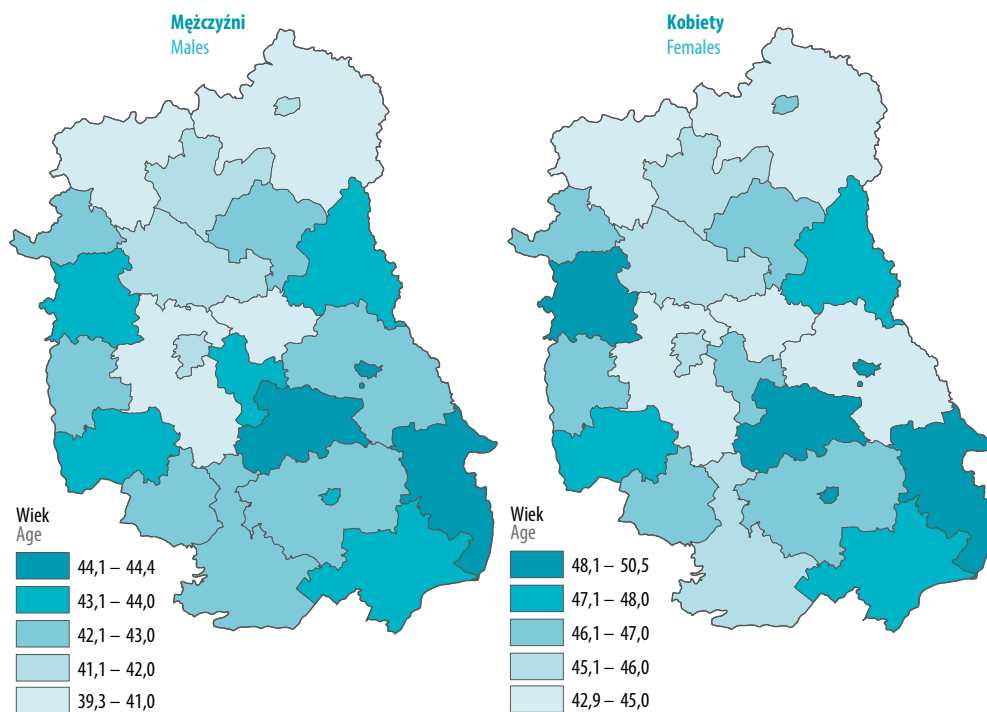 Mężczyźni
Males
Wiek
Age
44,1 – 44,4
43,1 – 44,0
42,1 – 43,0
41,1 – 42,0
39,3 – 41,0
Kobiety
Females
Wiek
Age
48,1 – 50,5
47,1 – 48,0
46,1 – 47,0
45,1 – 46,0
42,9 – 45,0